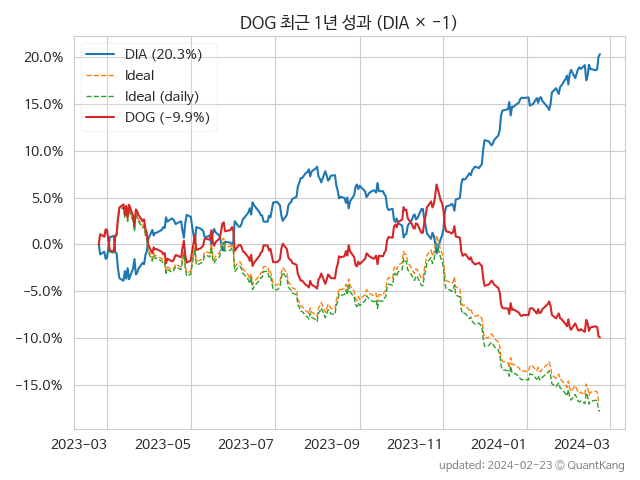 DOG 최근 1년 성과 (DIA × −1)
DIA (20.3%)
Ideal
Ideal (daily)
DOG (−9.9%)
20.0%
15.0%
10.0%
5.0%
0.0%
−5.0%
−10.0%
−15.0%
2023-03 2023-05 2023-07 2023-09 2023-11 2024-01 2024-03
updated: 2024-02-23 © QuantKang